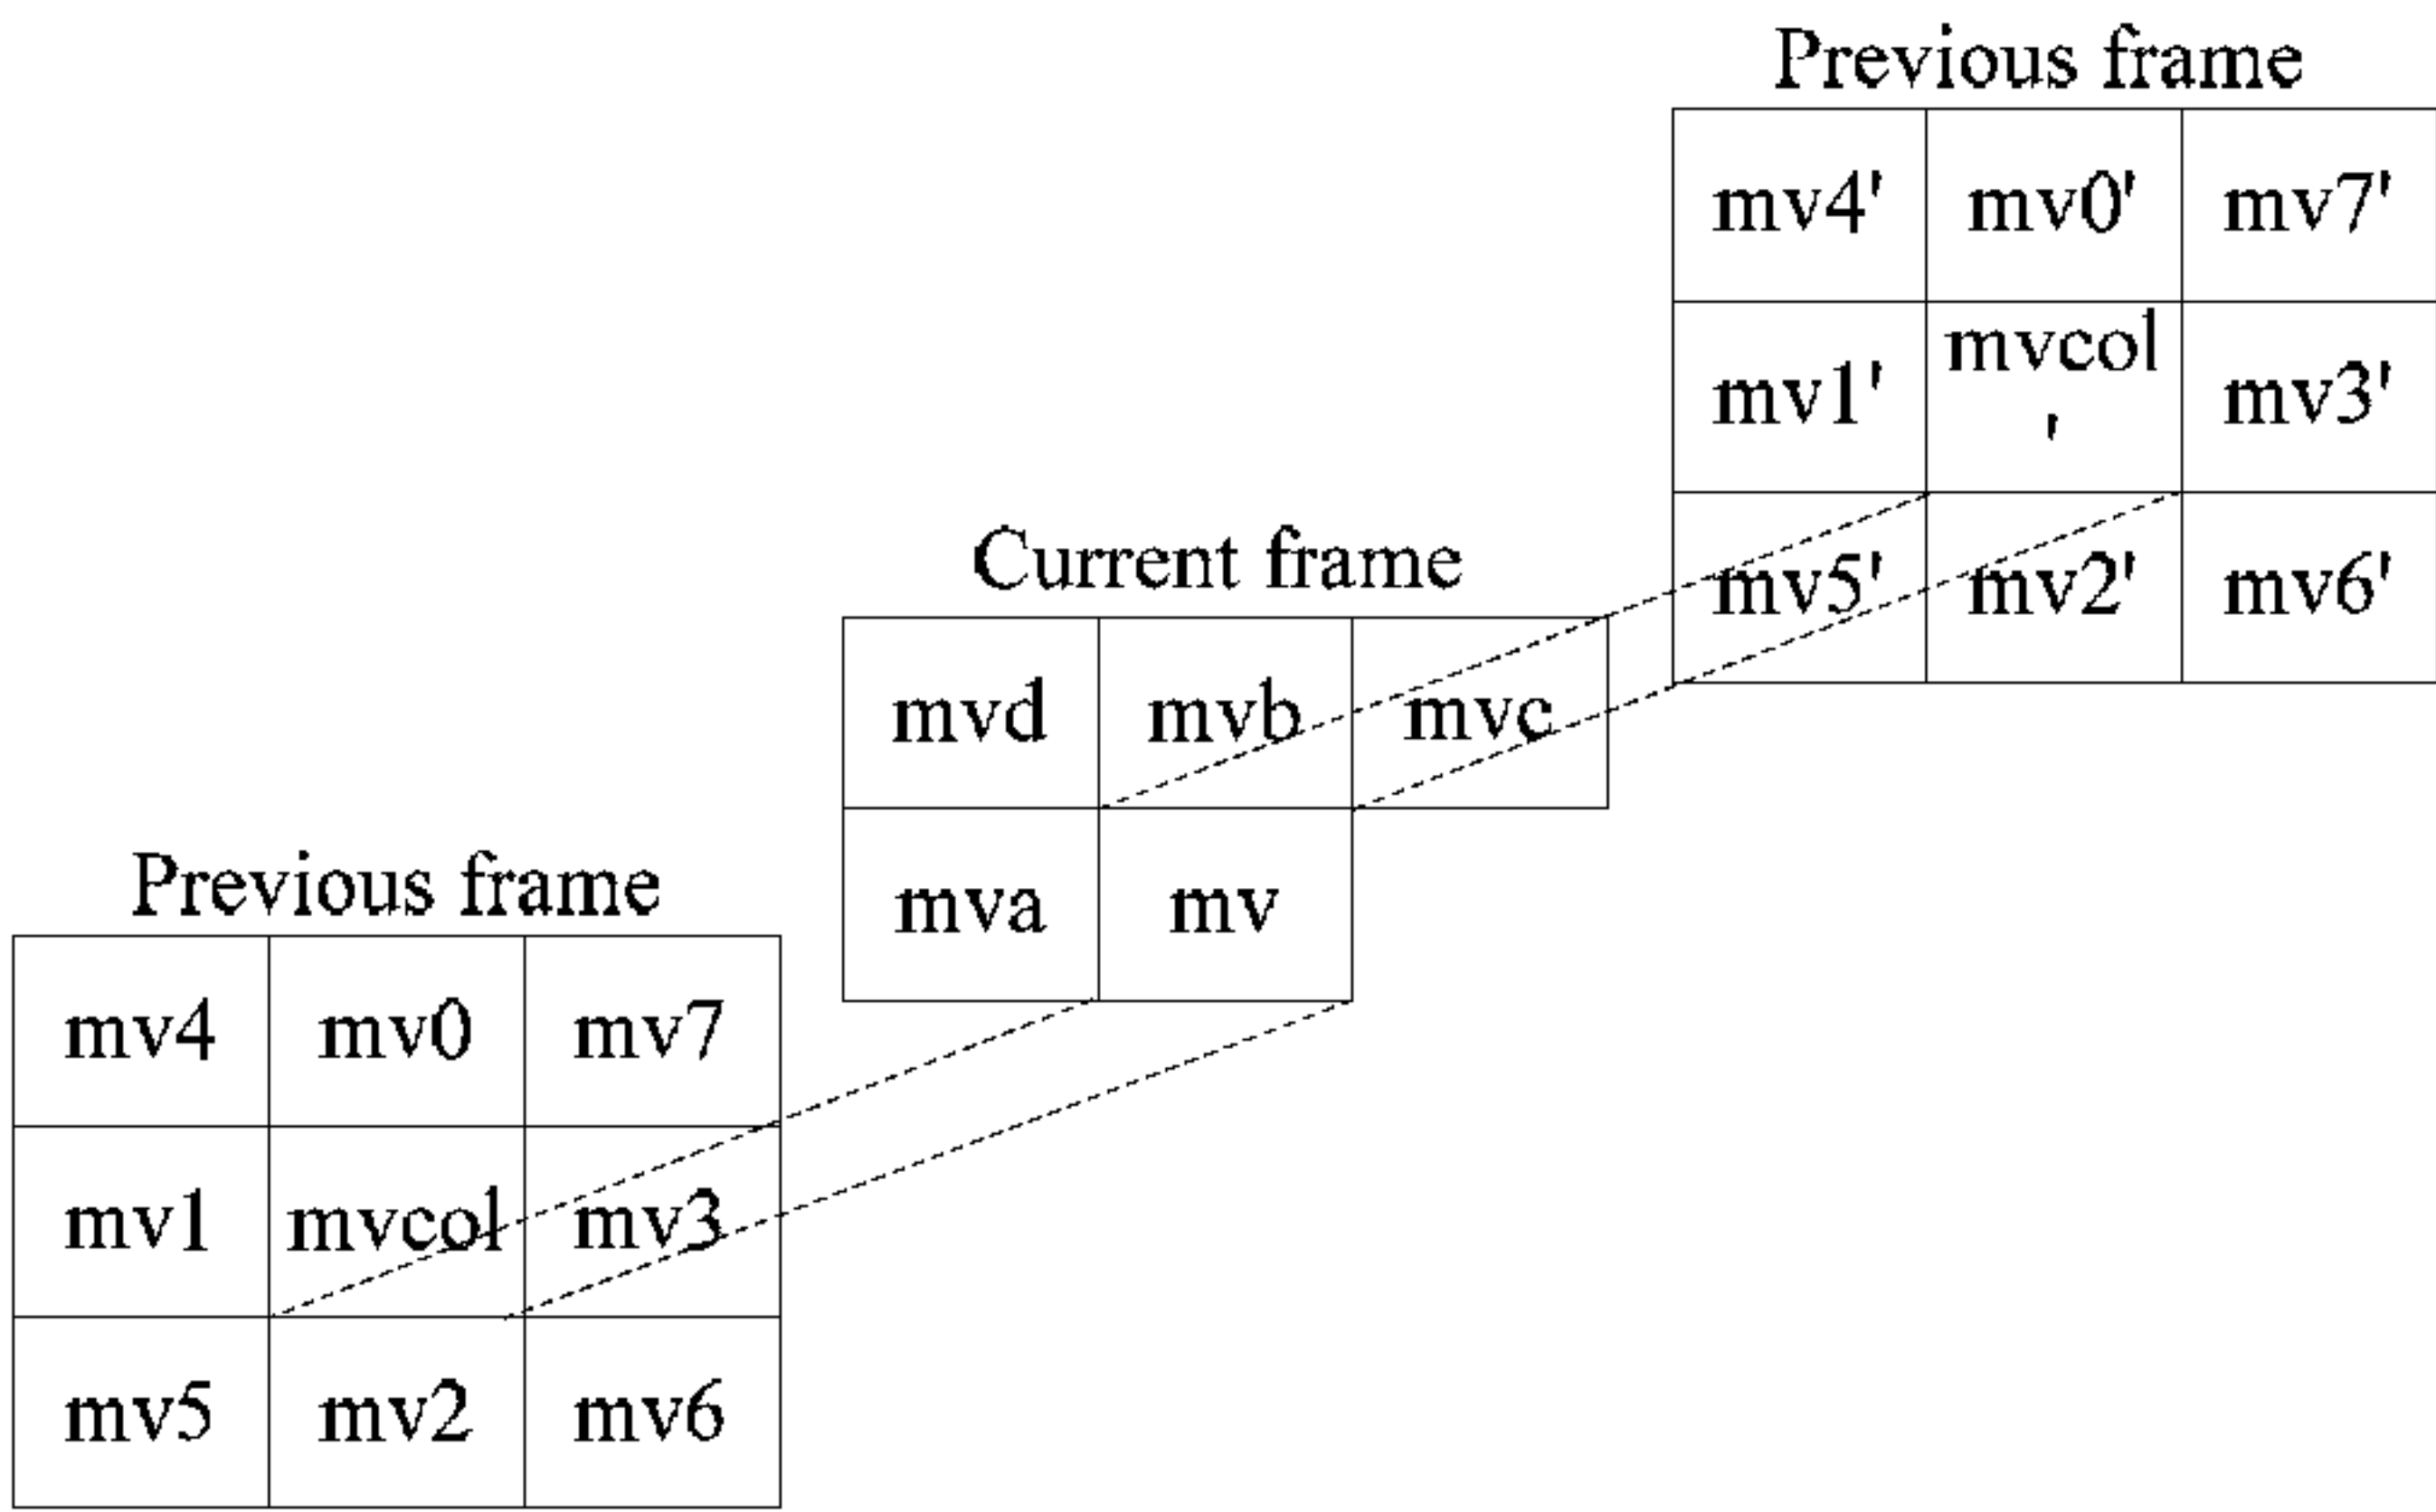 Previous frame
mv4' mv0' mv7'
mv1' mvcol' mv3'
mv5' mv2' mv6'
Current frame
mvd mvb mvc
mva mv
Previous frame
mv4 mv0 mv7
mv1 mvcol mv3
mv5 mv2 mv6